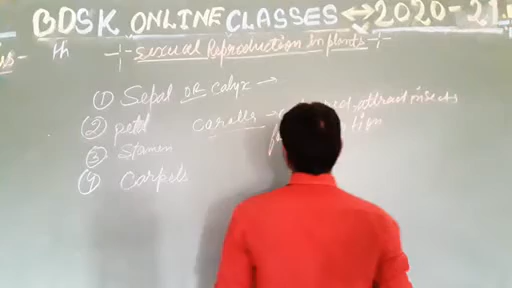 BDSK ONLINE CLASSES ↔ 2020-21
th -:- Sexual Reproduction In plants -:-
① Sepal OR Calyx →
② petal Corolla → attract insects
③ Stamen
④ Carpels